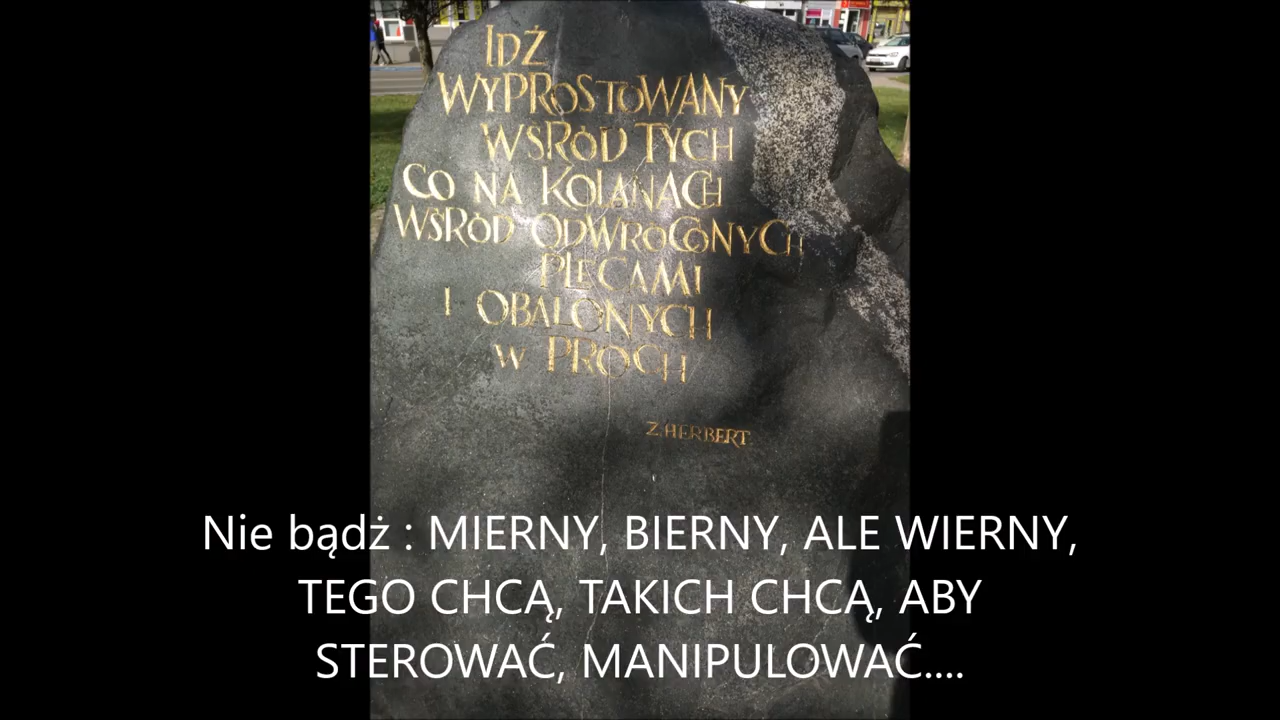 IDŹ
WYPROSTOWANY
WŚRÓD TYCH
CO NA KOLANACH
WŚRÓD ODWRÓCONYCH
PLECAMI
I OBALONYCH
W PROCH
Z. HERBERT
Nie bądż : MIERNY, BIERNY, ALE WIERNY,
TEGO CHCĄ, TAKICH CHCĄ, ABY
STEROWAĆ, MANIPULOWAĆ....